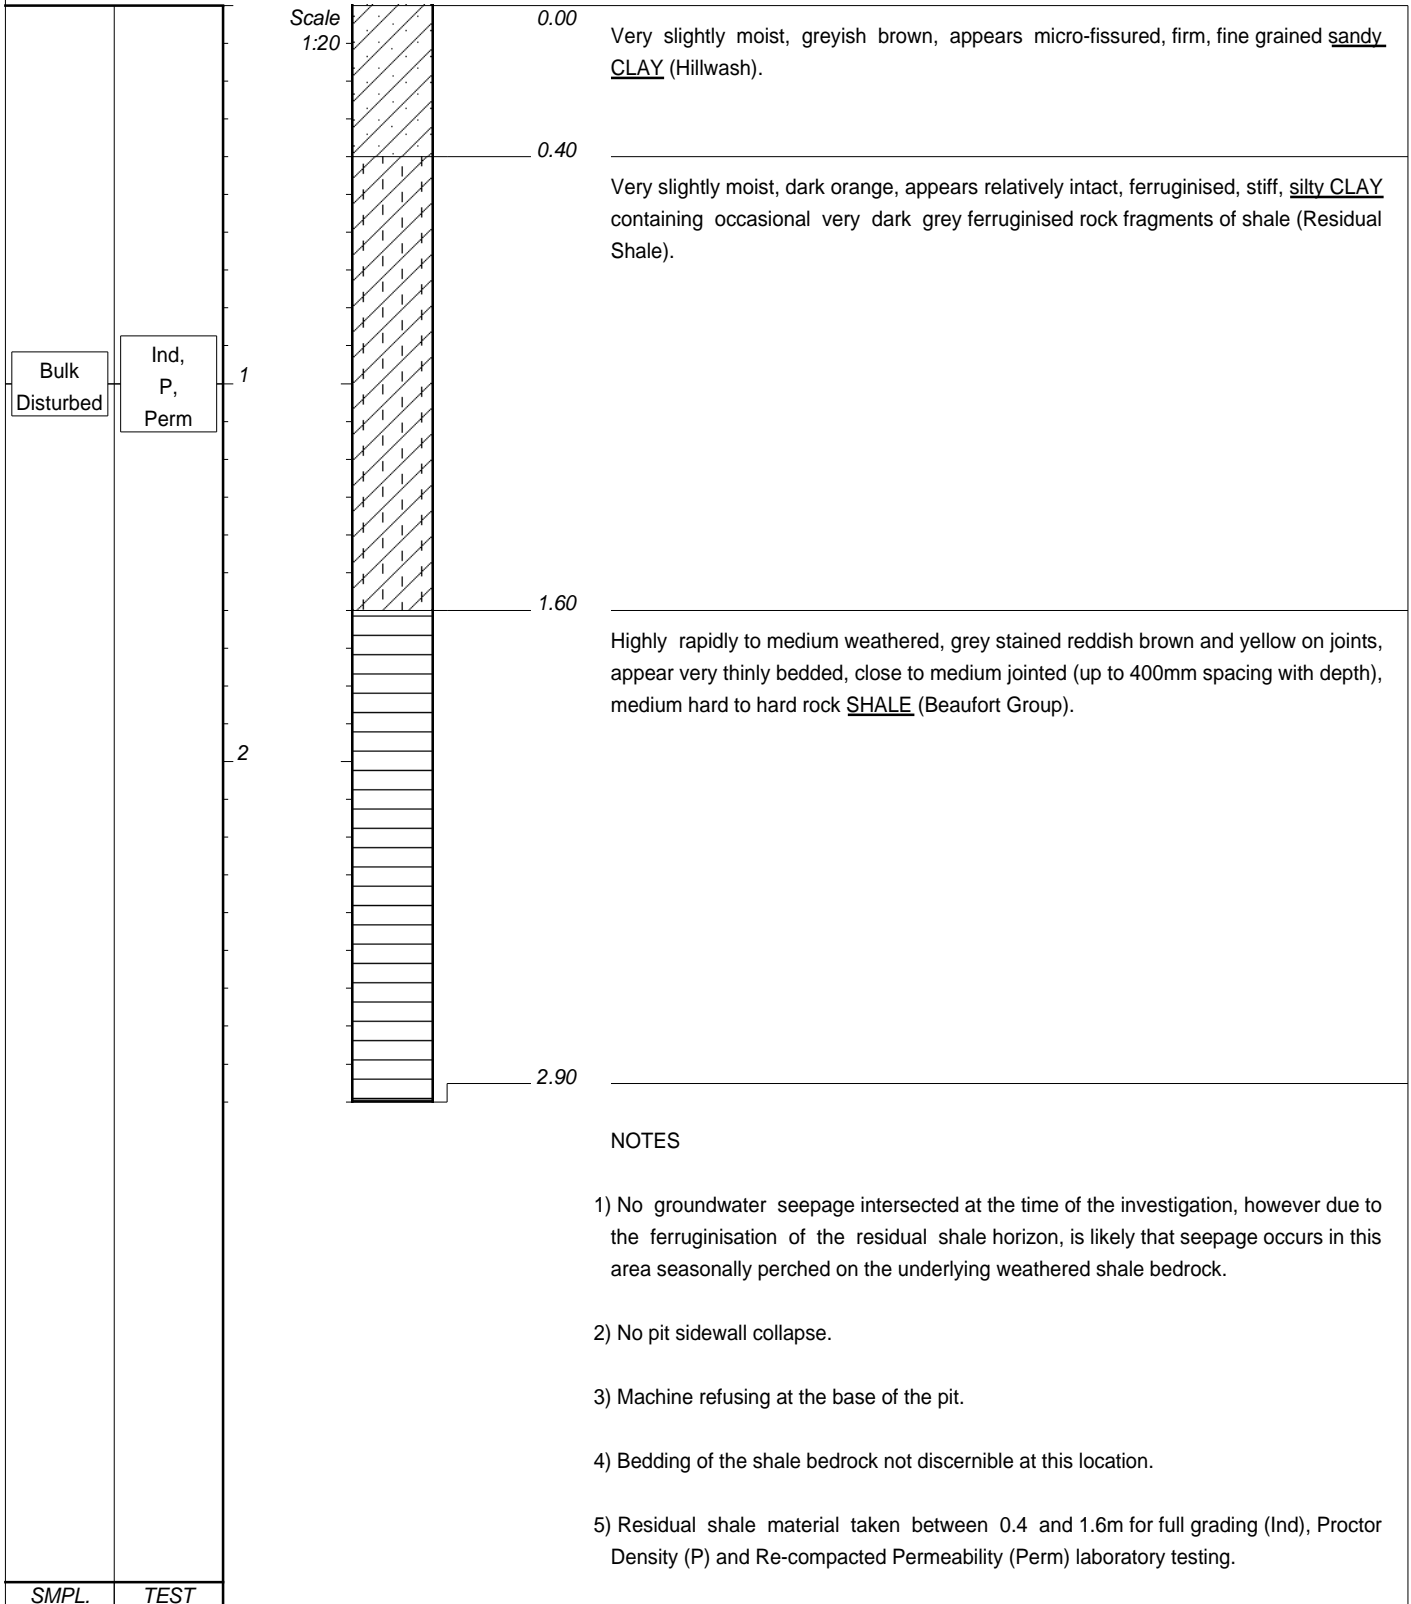 Scale
1:20
0.00
Very slightly moist, greyish brown, appears micro-fissured, firm, fine grained sandy
CLAY (Hillwash).
0.40
Very slightly moist, dark orange, appears relatively intact, ferruginised, stiff, silty CLAY
containing occasional very dark grey ferruginised rock fragments of shale (Residual
Shale).
Bulk
Disturbed
Ind,
P,
Perm
1
1.60
Highly rapidly to medium weathered, grey stained reddish brown and yellow on joints,
appear very thinly bedded, close to medium jointed (up to 400mm spacing with depth),
medium hard to hard rock SHALE (Beaufort Group).
2
2.90
NOTES
1) No groundwater seepage intersected at the time of the investigation, however due to
the ferruginisation of the residual shale horizon, is likely that seepage occurs in this
area seasonally perched on the underlying weathered shale bedrock.
2) No pit sidewall collapse.
3) Machine refusing at the base of the pit.
4) Bedding of the shale bedrock not discernible at this location.
5) Residual shale material taken between 0.4 and 1.6m for full grading (Ind), Proctor
Density (P) and Re-compacted Permeability (Perm) laboratory testing.
SMPL. TEST